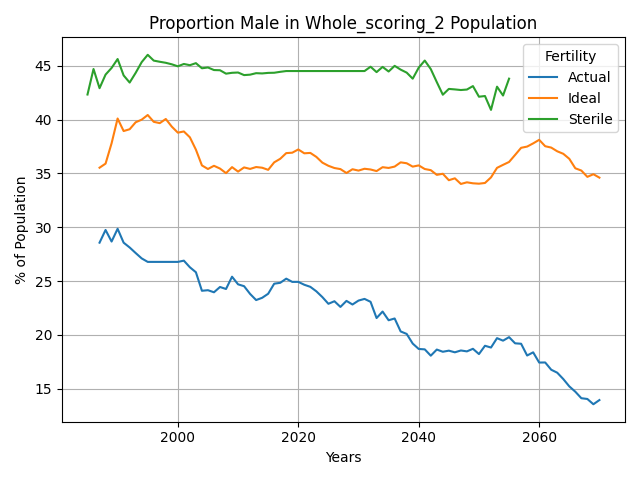 Proportion Male in Whole_scoring_2 Population
Fertility
Actual
Ideal
Sterile
% of Population
45
40
35
30
25
20
15
2000
2020
2040
2060
Years